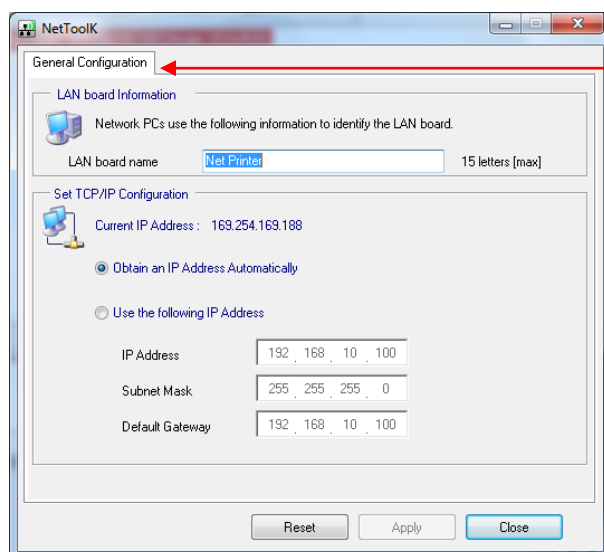 NetToolK
General Configuration
LAN board Information
Network PCs use the following information to identify the LAN board.
LAN board name Net Printer 15 letters [max]
Set TCP/IP Configuration
Current IP Address : 169.254.169.188
Obtain an IP Address Automatically
Use the following IP Address
IP Address 192 . 168 . 10 . 100
Subnet Mask 255 . 255 . 255 . 0
Default Gateway 192 . 168 . 10 . 100
Reset Apply Close